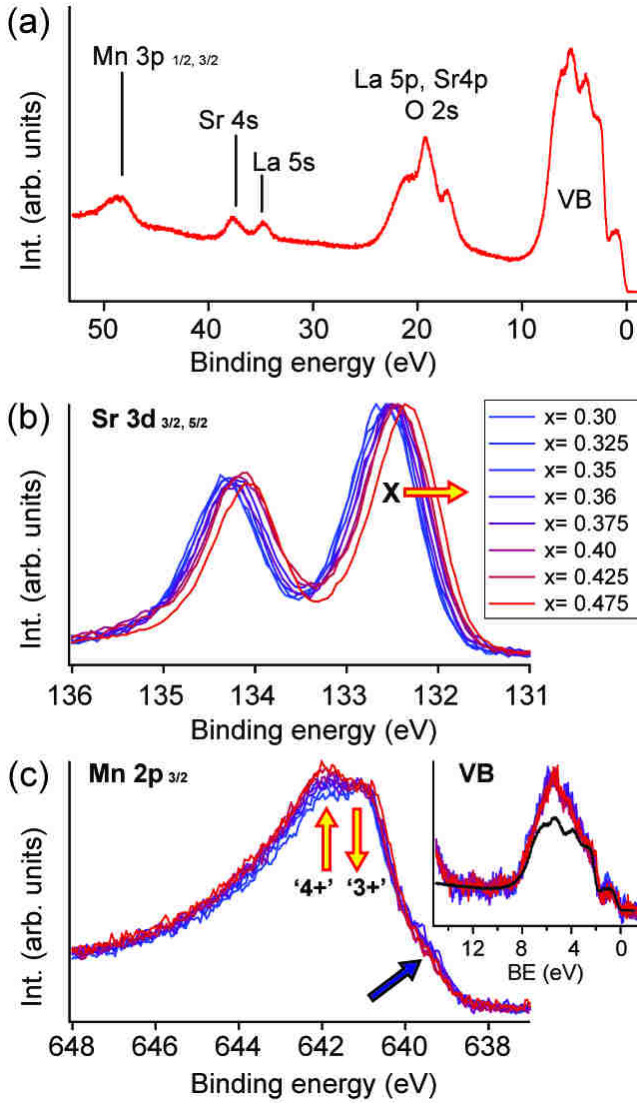 (a)
Mn 3p 1/2, 3/2
Sr 4s
La 5s
La 5p, Sr4p
O 2s
VB
Int. (arb. units)
50 40 30 20 10 0
Binding energy (eV)
(b)
Sr 3d 3/2, 5/2
X
x= 0.30
x= 0.325
x= 0.35
x= 0.36
x= 0.375
x= 0.40
x= 0.425
x= 0.475
Int. (arb. units)
136 135 134 133 132 131
Binding energy (eV)
(c)
Mn 2p 3/2
'4+' '3+'
VB
12 8 4 0
BE (eV)
Int. (arb. units)
648 646 644 642 640 638
Binding energy (eV)